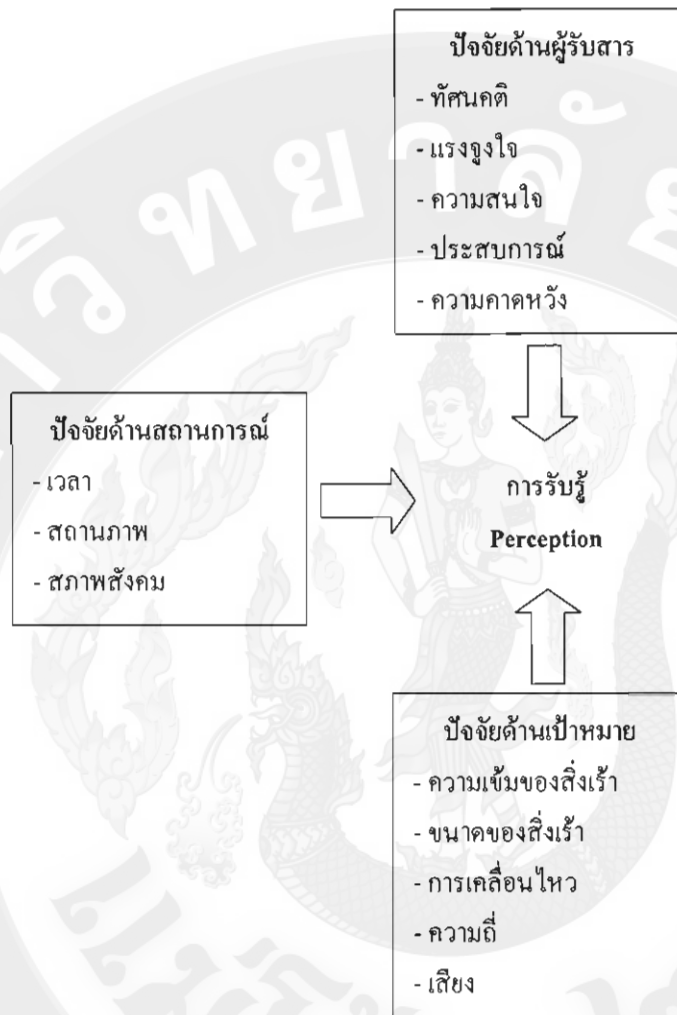 ปัจจัยด้านผู้รับสาร
- ทัศนคติ
- แรงจูงใจ
- ความสนใจ
- ประสบการณ์
- ความคาดหวัง
ปัจจัยด้านสถานการณ์
- เวลา
- สถานภาพ
- สภาพสังคม
การรับรู้
Perception
ปัจจัยด้านเป้าหมาย
- ความเข้มของสิ่งเร้า
- ขนาดของสิ่งเร้า
- การเคลื่อนไหว
- ความถี่
- เสียง